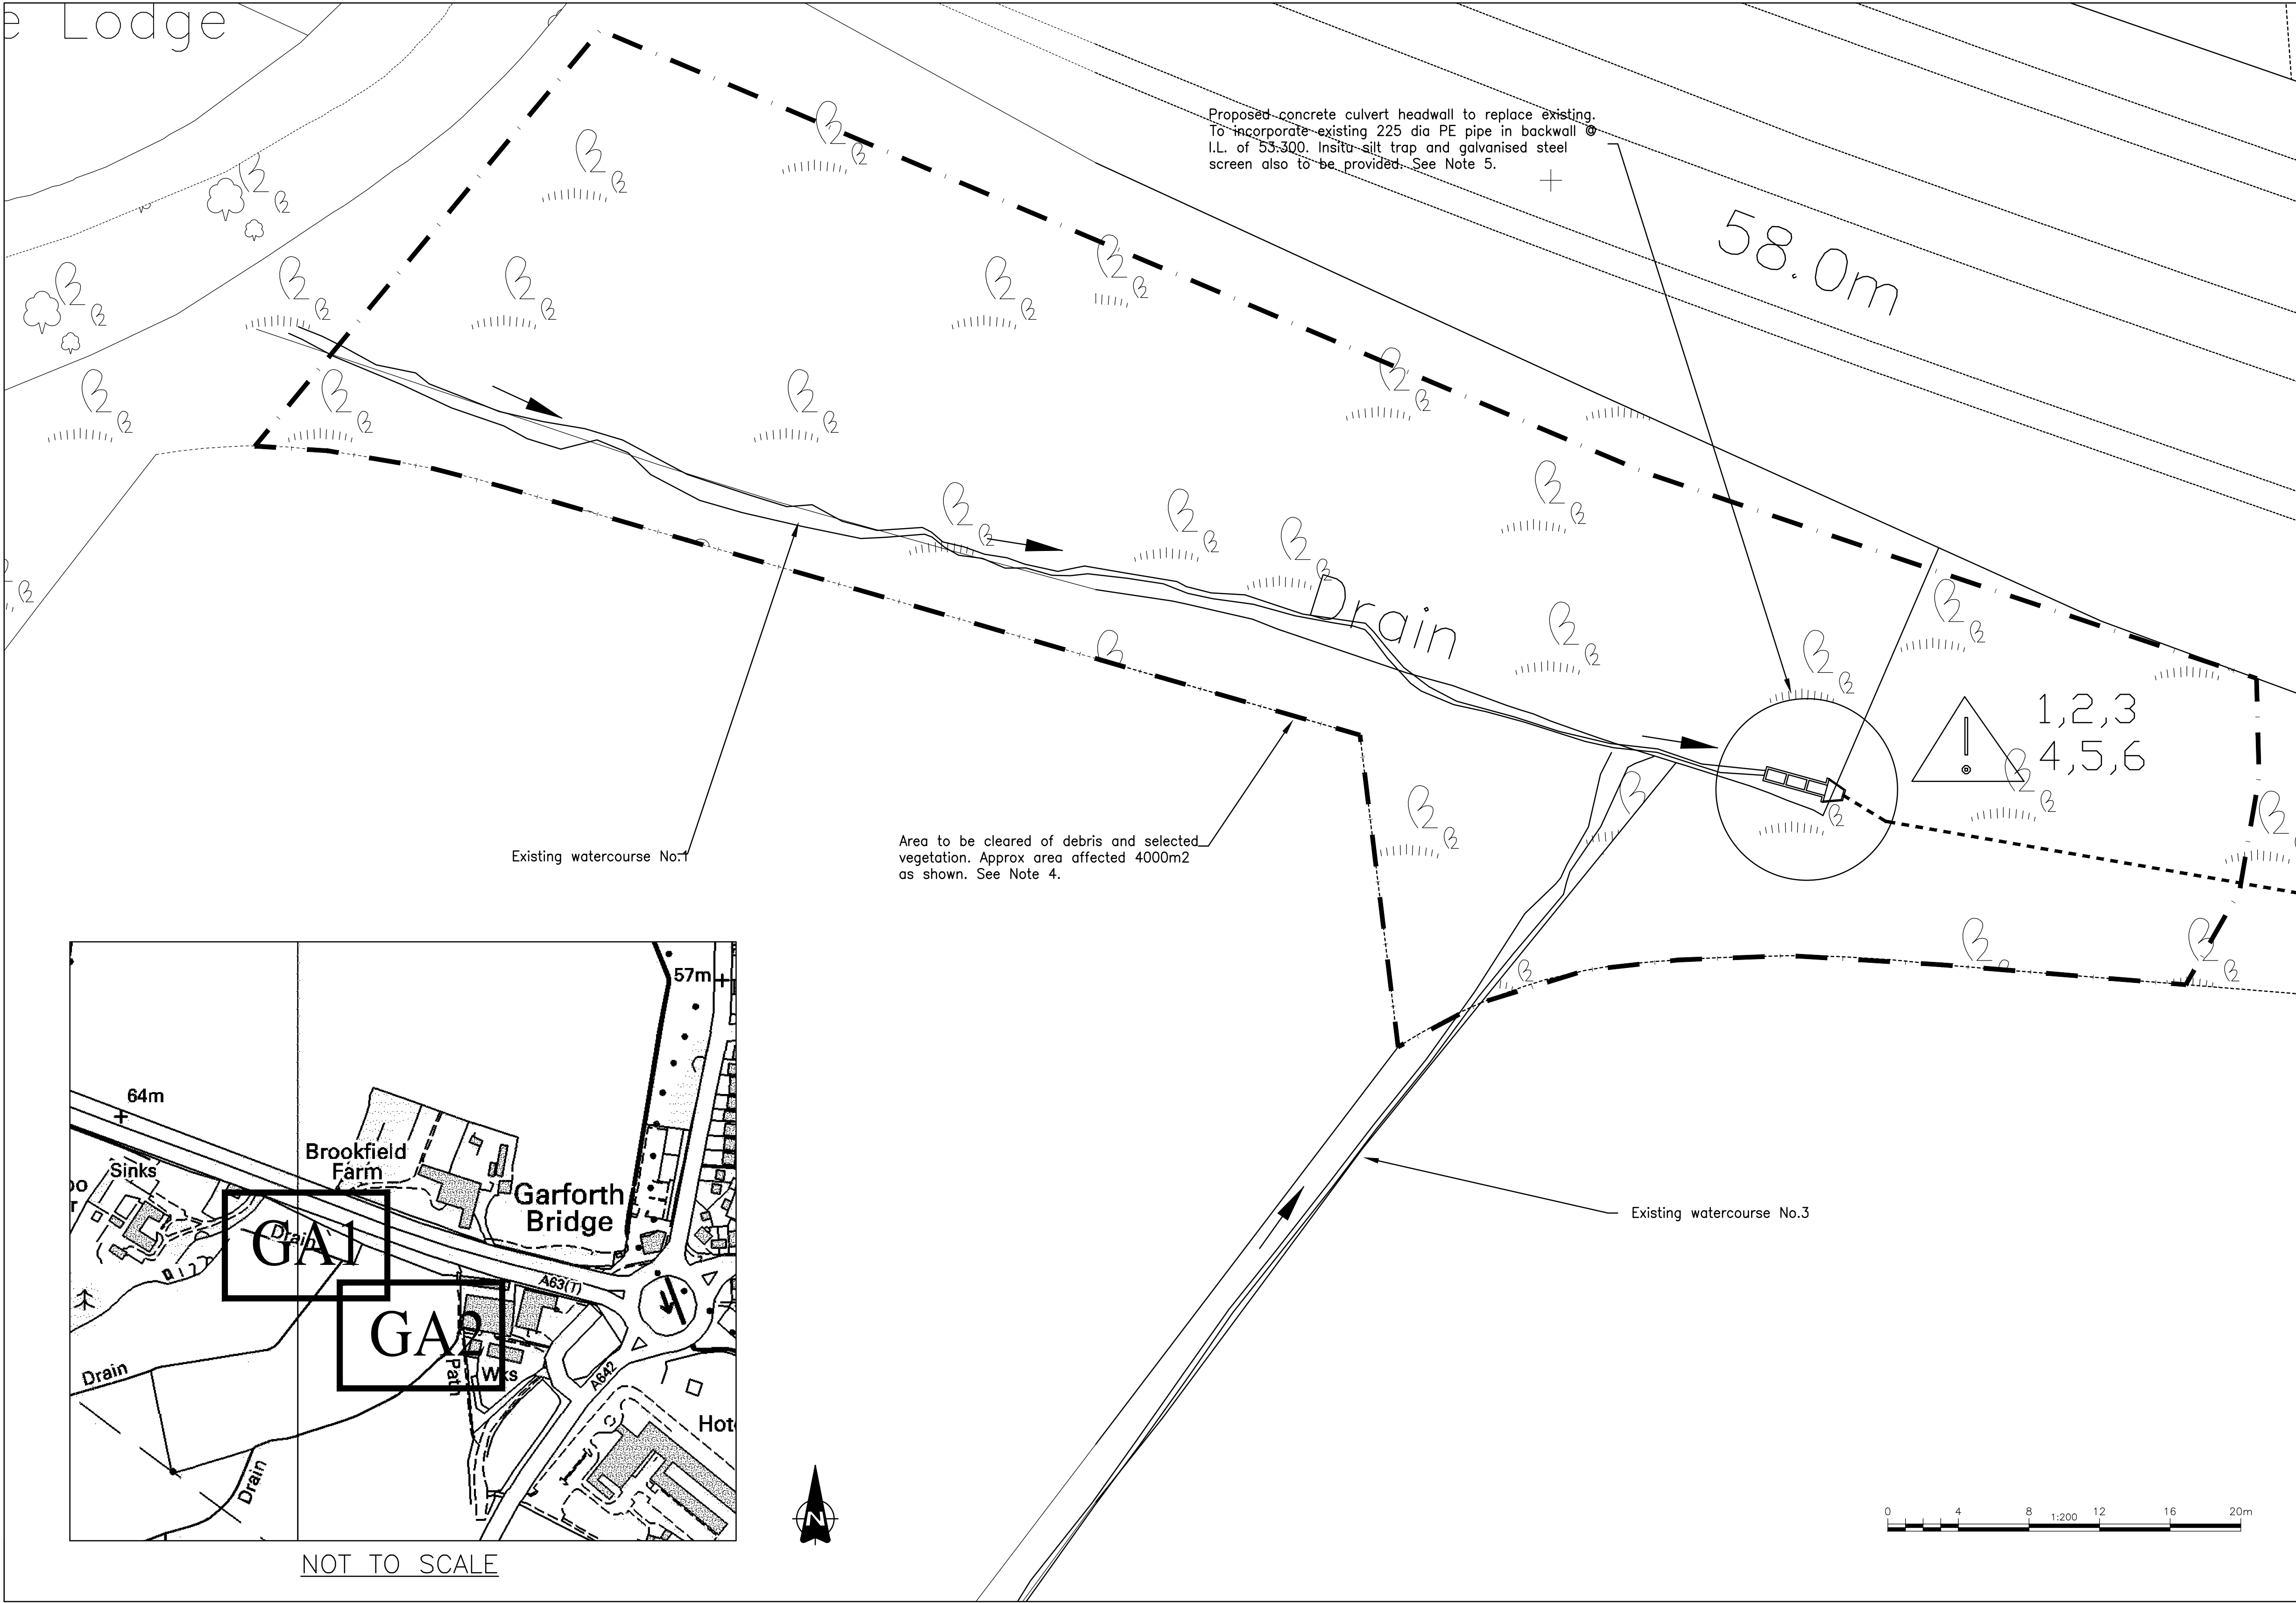 e Lodge
Proposed concrete culvert headwall to replace existing.
To incorporate existing 225 dia PE pipe in backwall @
I.L. of 53.300. Insitu silt trap and galvanised steel
screen also to be provided. See Note 5.
58.0m
Drain
1,2,3
4,5,6
Existing watercourse No.1
Area to be cleared of debris and selected
vegetation. Approx area affected 4000m2
as shown. See Note 4.
Existing watercourse No.3
57m
64m
Brookfield
Farm
Sinks
Garforth
Bridge
GA1
Drain
A63(T)
GA2
Path
Wks
A642
Drain
Drain
Hot
N
NOT TO SCALE
0 4 8 12 16 20m
1:200